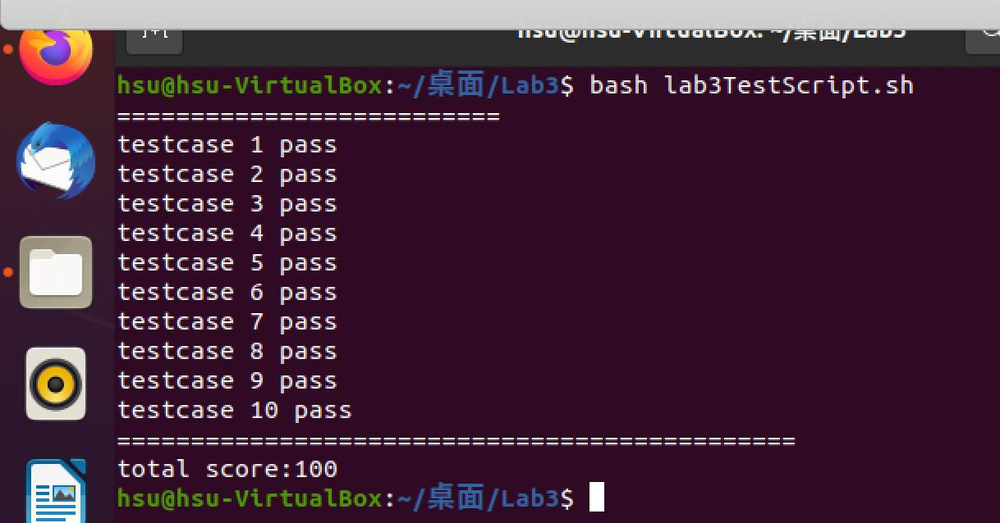 hsu@hsu-VirtualBox: ~/桌面/Lab3
hsu@hsu-VirtualBox:~/桌面/Lab3$ bash lab3TestScript.sh
==========================
testcase 1 pass
testcase 2 pass
testcase 3 pass
testcase 4 pass
testcase 5 pass
testcase 6 pass
testcase 7 pass
testcase 8 pass
testcase 9 pass
testcase 10 pass
==============================================
total score:100
hsu@hsu-VirtualBox:~/桌面/Lab3$